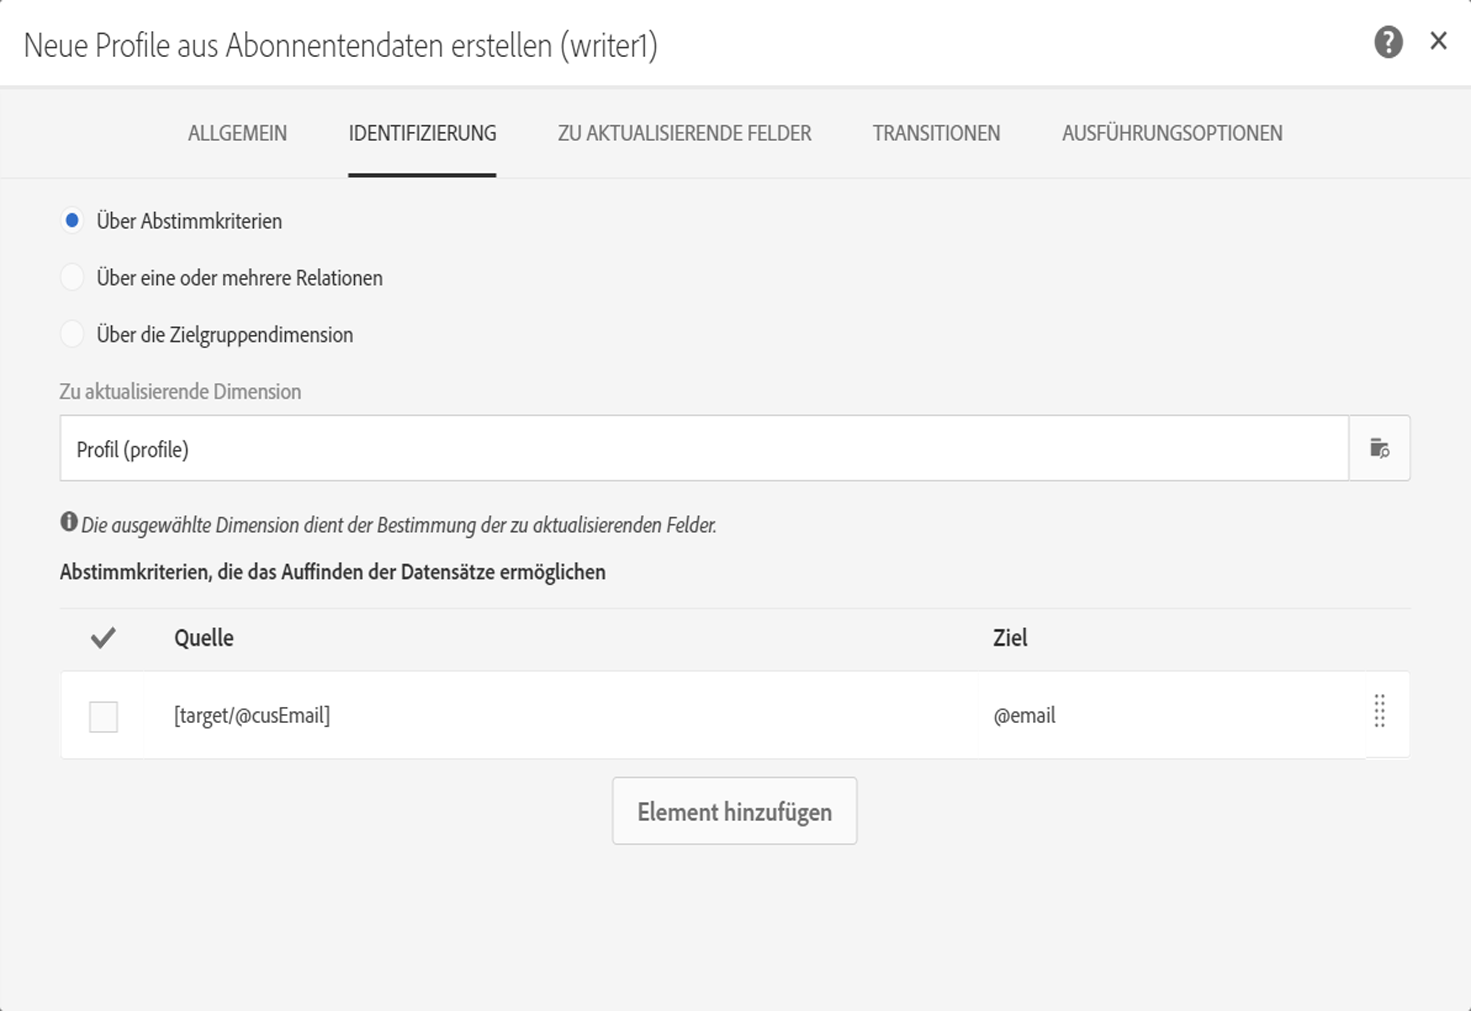 Neue Profile aus Abonnentendaten erstellen (writer1)
ALLGEMEIN IDENTIFIZIERUNG ZU AKTUALISIERENDE FELDER TRANSITIONEN AUSFÜHRUNGSOPTIONEN
Über Abstimmkriterien
Über eine oder mehrere Relationen
Über die Zielgruppendimension
Zu aktualisierende Dimension
Profil (profile)
Die ausgewählte Dimension dient der Bestimmung der zu aktualisierenden Felder.
Abstimmkriterien, die das Auffinden der Datensätze ermöglichen
Quelle Ziel
[target/@cusEmail] @email
Element hinzufügen